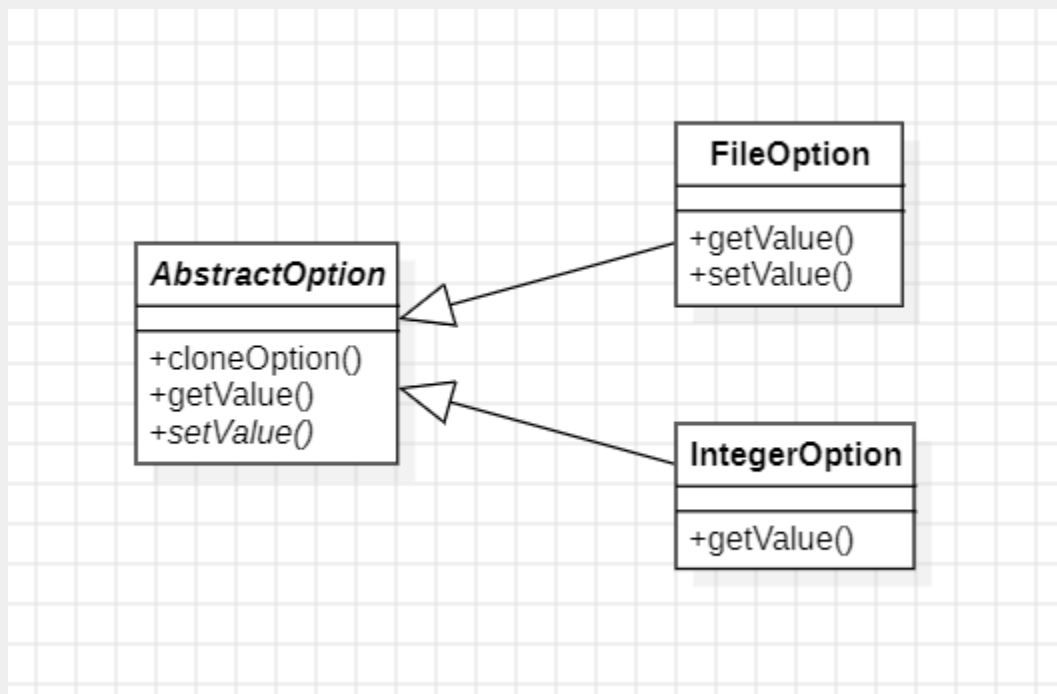 AbstractOption
+cloneOption()
+getValue()
+setValue()
FileOption
+getValue()
+setValue()
IntegerOption
+getValue()